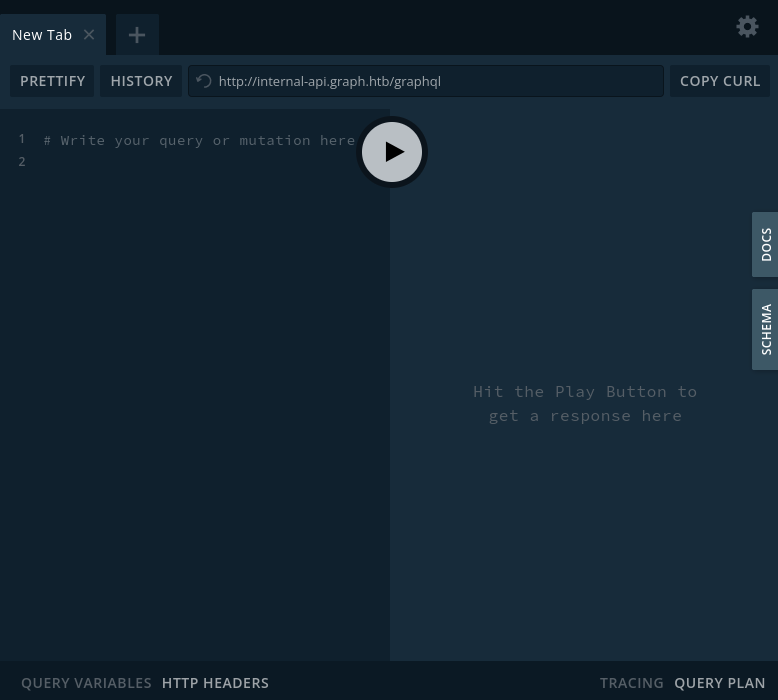 New Tab
PRETTIFY HISTORY http://internal-api.graph.htb/graphql COPY CURL
1 # Write your query or mutation here
2
DOCS
SCHEMA
Hit the Play Button to
get a response here
QUERY VARIABLES HTTP HEADERS TRACING QUERY PLAN